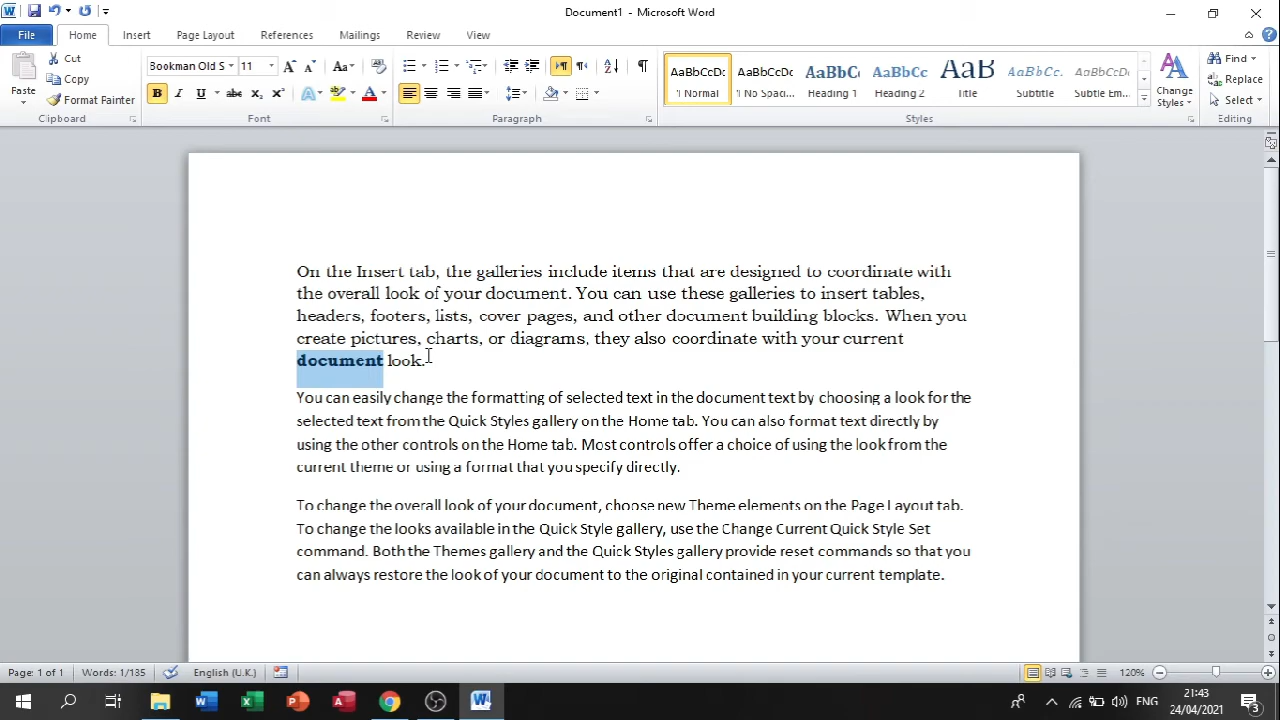 Document1 - Microsoft Word
File Home Insert Page Layout References Mailings Review View
Cut
Copy
Format Painter
Paste
Bookman Old S 11
B I U abc
AaBbCcDc AaBbCcDc AaBbC AaBbCc AaB AaBbCc. AaBbCcDc
¶ Normal ¶ No Spac... Heading 1 Heading 2 Title Subtitle Subtle Em...
Change
Styles
Find
Replace
Select
Clipboard Font Paragraph Styles Editing
On the Insert tab, the galleries include items that are designed to coordinate with
the overall look of your document. You can use these galleries to insert tables,
headers, footers, lists, cover pages, and other document building blocks. When you
create pictures, charts, or diagrams, they also coordinate with your current
document look.
You can easily change the formatting of selected text in the document text by choosing a look for the
selected text from the Quick Styles gallery on the Home tab. You can also format text directly by
using the other controls on the Home tab. Most controls offer a choice of using the look from the
current theme or using a format that you specify directly.
To change the overall look of your document, choose new Theme elements on the Page Layout tab.
To change the looks available in the Quick Style gallery, use the Change Current Quick Style Set
command. Both the Themes gallery and the Quick Styles gallery provide reset commands so that you
can always restore the look of your document to the original contained in your current template.
Page: 1 of 1 Words: 1/135 English (U.K.) 120%
ENG
21:43
24/04/2021